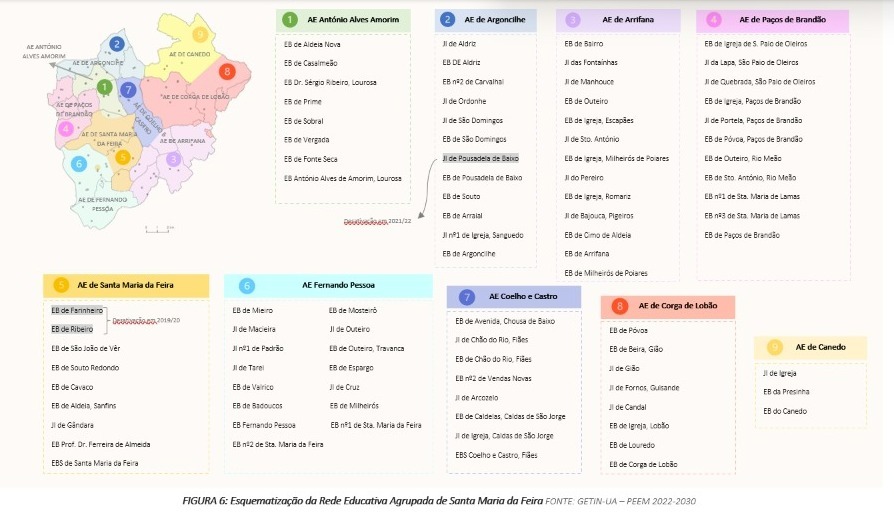 AE ANTÓNIO
ALVES AMORIM
AE DE ARGONCILHE
AE DE CANEDO
AE DE CORGA DE LOBÃO
AE DE PAÇOS
DE BRANDÃO
AE DE COELHO E
CASTRO
AE DE SANTA MARIA
DA FEIRA
AE DE ARRIFANA
AE DE FERNANDO
PESSOA
1
2
3
4
5
6
7
8
9
1 AE António Alves Amorim
EB de Aldeia Nova
EB de Casalmeão
EB Dr. Sérgio Ribeiro, Lourosa
EB de Prime
EB de Sobral
EB de Vergada
EB de Fonte Seca
EB António Alves de Amorim, Lourosa
2 AE de Argoncilhe
JI de Aldriz
EB DE Aldriz
EB nº2 de Carvalhal
JI de Ordonhe
JI de São Domingos
EB de São Domingos
JI de Pousadela de Baixo
EB de Pousadela de Baixo
EB de Souto
EB de Arraial
JI nº1 de Igreja, Sanguedo
EB de Argoncilhe
Desativação em 2021/22
3 AE de Arrifana
EB de Bairro
JI das Fontaínhas
JI de Manhouce
EB de Outeiro
EB de Igreja, Escapães
JI de Sto. António
EB de Igreja, Milheirós de Poiares
JI do Pereiro
EB de Igreja, Romariz
JI de Bajouca, Pigeiros
EB de Cimo de Aldeia
EB de Arrifana
EB de Milheirós de Poiares
4 AE de Paços de Brandão
EB de Igreja de S. Paio de Oleiros
JI da Lapa, São Paio de Oleiros
JI de Quebrada, São Paio de Oleiros
EB de Igreja, Paços de Brandão
JI de Portela, Paços de Brandão
EB de Póvoa, Paços de Brandão
EB de Outeiro, Rio Meão
EB de Sto. António, Rio Meão
EB nº1 de Sta. Maria de Lamas
EB nº3 de Sta. Maria de Lamas
EB de Paços de Brandão
5 AE de Santa Maria da Feira
EB de Farinheiro
EB de Ribeiro
Desativação em 2019/20
EB de São João de Vêr
EB de Souto Redondo
EB de Cavaco
EB de Aldeia, Sanfins
JI de Gândara
EB Prof. Dr. Ferreira de Almeida
EBS de Santa Maria da Feira
6 AE Fernando Pessoa
EB de Mieiro
JI de Macieira
JI nº1 de Padrão
JI de Tarei
EB de Valrico
EB de Badoucos
EB Fernando Pessoa
EB nº2 de Sta. Maria da Feira
EB de Mosteirô
JI de Outeiro
EB de Outeiro, Travanca
EB de Espargo
JI de Cruz
EB de Milheirós
EB nº1 de Sta. Maria da Feira
7 AE Coelho e Castro
EB de Avenida, Chousa de Baixo
JI de Chão do Rio, Fiães
EB de Chão do Rio, Fiães
EB nº2 de Vendas Novas
JI de Arcozelo
EB de Caldelas, Caldas de São Jorge
JI de Igreja, Caldas de São Jorge
EBS Coelho e Castro, Fiães
8 AE de Corga de Lobão
EB de Póvoa
EB de Beira, Gião
JI de Gião
JI de Fornos, Guisande
JI de Candal
EB de Igreja, Lobão
EB de Louredo
EB de Corga de Lobão
9 AE de Canedo
JI de Igreja
EB da Presinha
EB do Canedo
FIGURA 6: Esquematização da Rede Educativa Agrupada de Santa Maria da Feira FONTE: GETIN-UA – PEEM 2022-2030